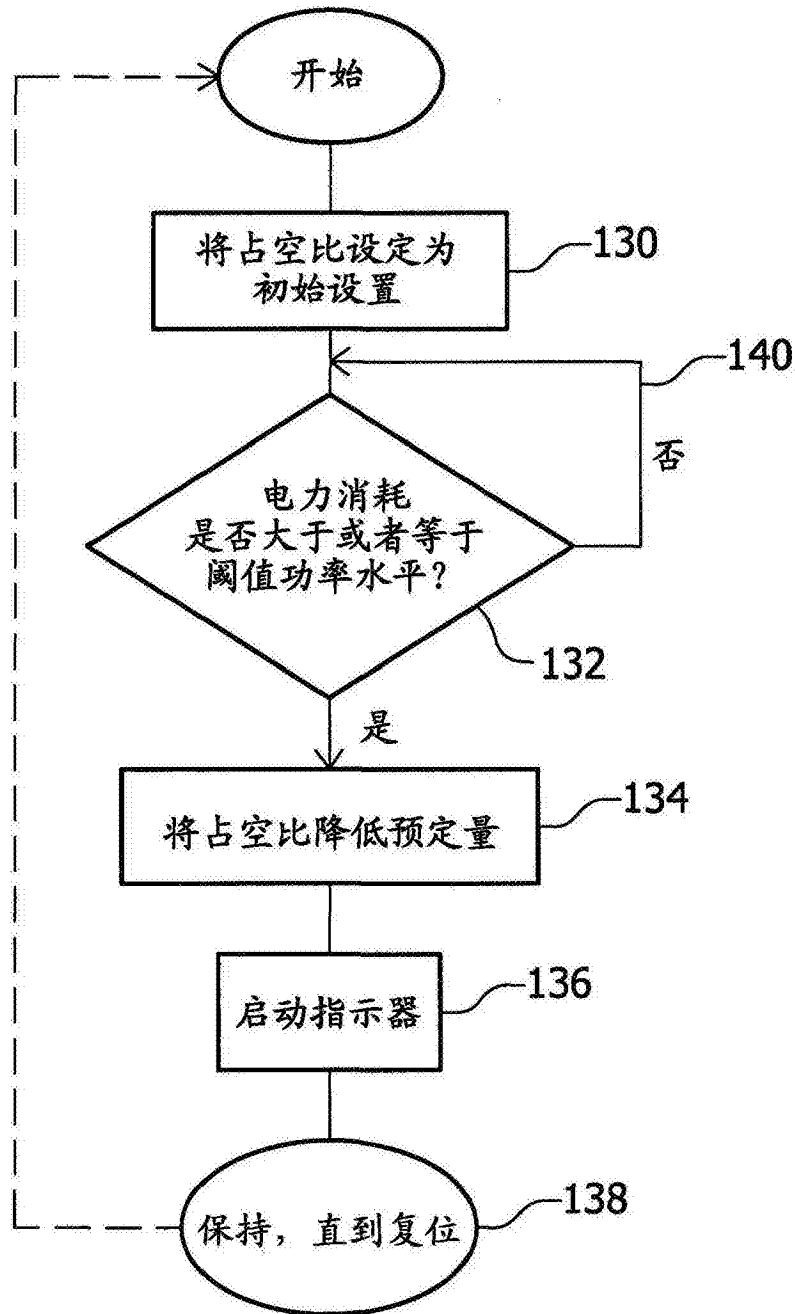 开始
将占空比设定为
初始设置
130
140
否
电力消耗
是否大于或者等于
阈值功率水平?
132
是
将占空比降低预定量
134
启动指示器
136
保持，直到复位
138